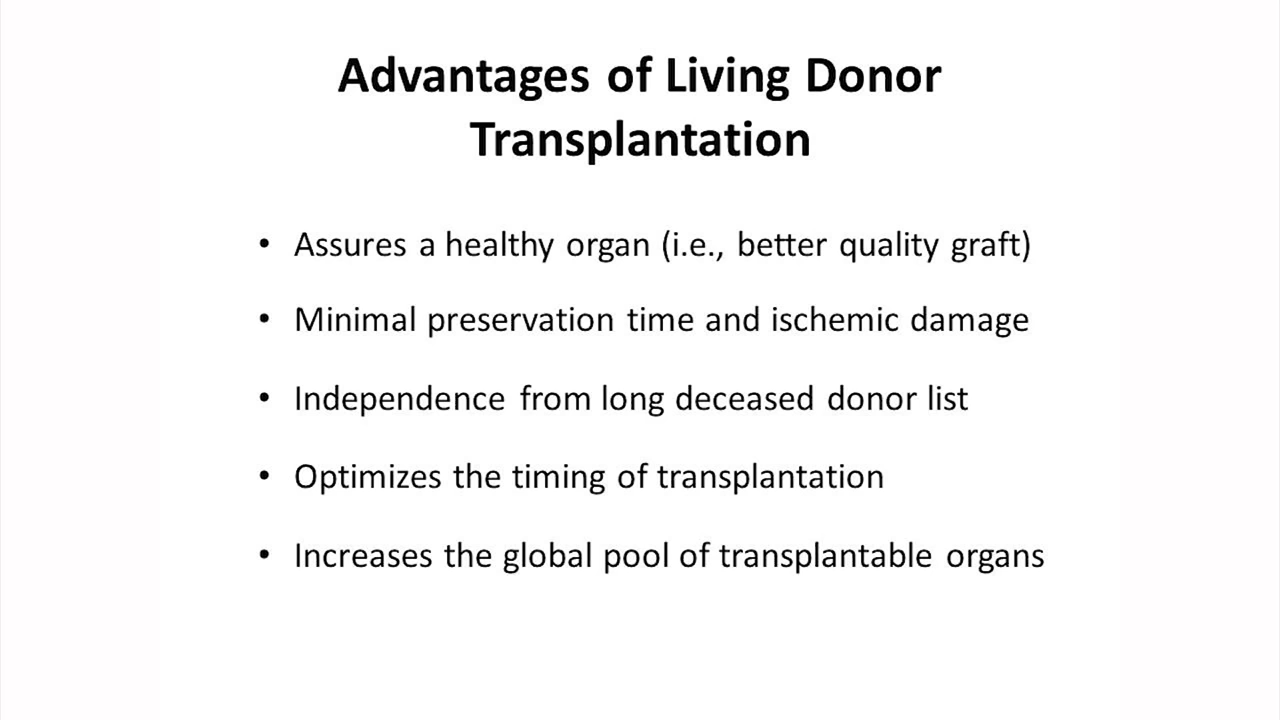 Advantages of Living Donor
Transplantation
• Assures a healthy organ (i.e., better quality graft)
• Minimal preservation time and ischemic damage
• Independence from long deceased donor list
• Optimizes the timing of transplantation
• Increases the global pool of transplantable organs